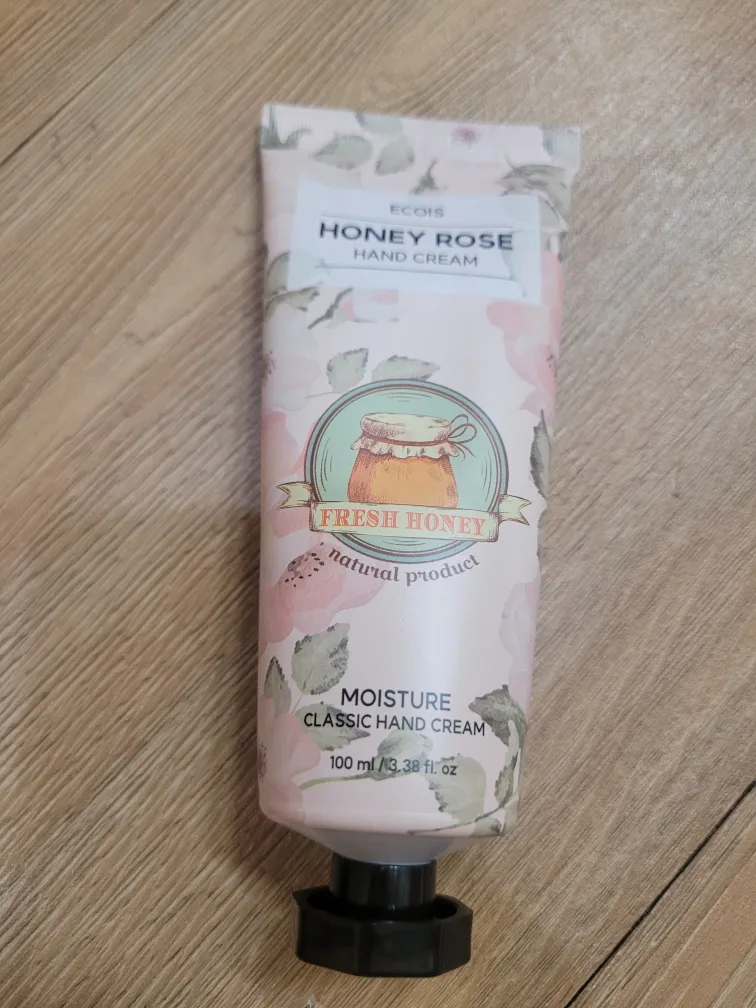 ECOIS
HONEY ROSE
HAND CREAM
FRESH HONEY
natural product
MOISTURE
CLASSIC HAND CREAM
100 ml / 3.38 fl. oz